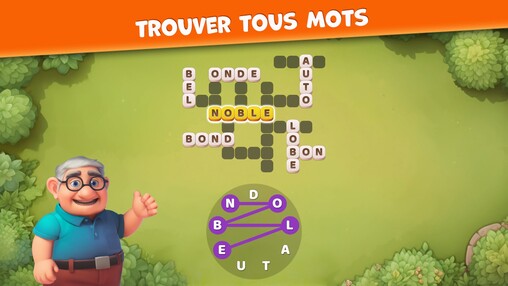 TROUVER TOUS MOTS
BEL
ONDE
AUTO
NOBLE
BOND
LOBE
BON
D
N O
B L
E A
U T